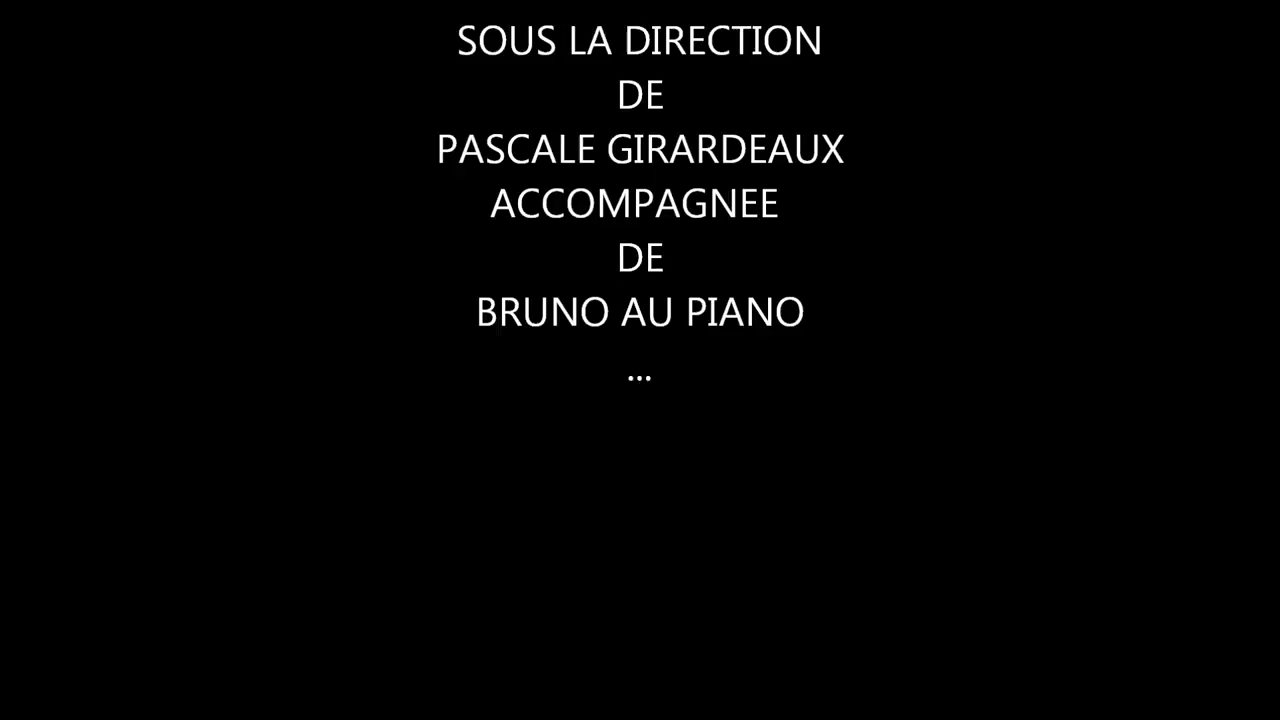 SOUS LA DIRECTION
DE
PASCALE GIRARDEAUX
ACCOMPAGNEE
DE
BRUNO AU PIANO
...